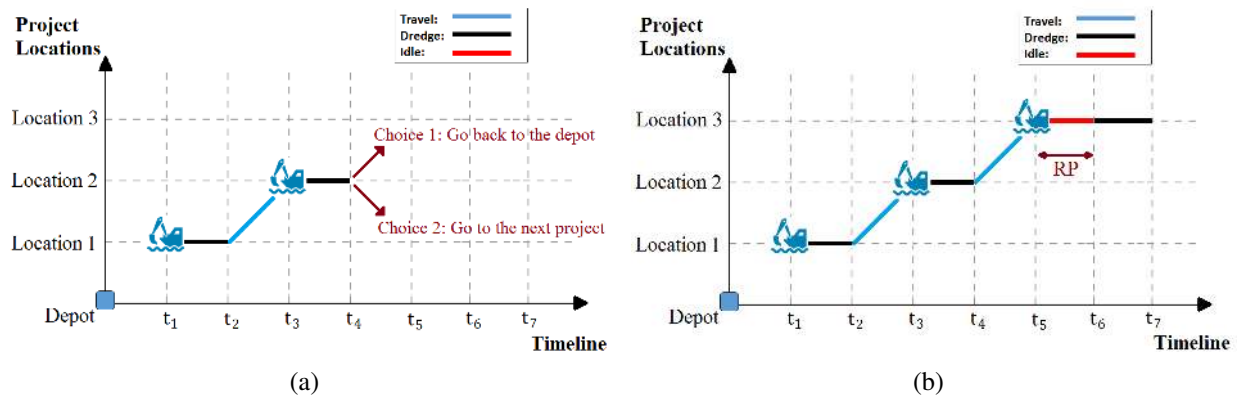 Project
Locations
Travel:
Dredge:
Idle:
Location 3
Choice 1: Go back to the depot
Location 2
Choice 2: Go to the next project
Location 1
Depot
t₁ t₂ t₃ t₄ t₅ t₆ t₇
Timeline
(a)
Project
Locations
Travel:
Dredge:
Idle:
Location 3
RP
Location 2
Location 1
Depot
t₁ t₂ t₃ t₄ t₅ t₆ t₇
Timeline
(b)